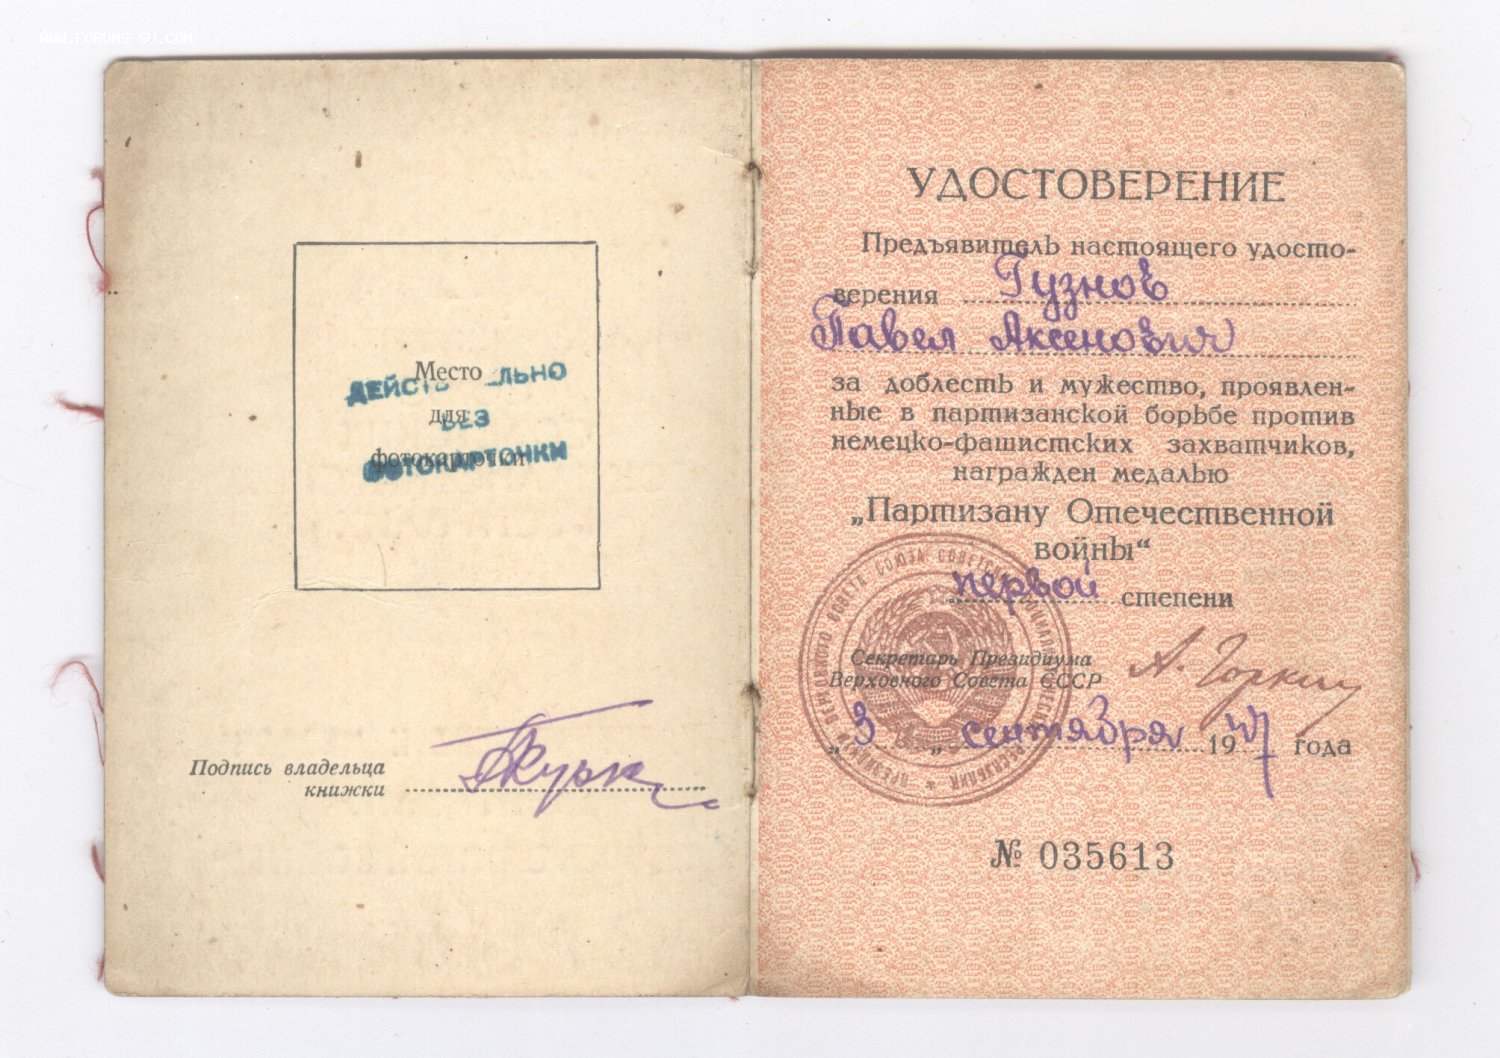 WWW.FORUMS-SU.COM
Место
для
фотокарточки
ДЕЙСТВИТЕЛЬНО
БЕЗ
ФОТОКАРТОЧКИ
Подпись владельца
книжки
УДОСТОВЕРЕНИЕ
Предъявитель настоящего удосто-
верения Гузнов
Павел Аксенович
за доблесть и мужество, проявлен-
ные в партизанской борьбе против
немецко-фашистских захватчиков,
награжден медалью
„Партизану Отечественной
войны“
первой степени
Секретарь Президиума
Верховного Совета СССР А. Горкин
„3„ сентября 1947 года
№ 035613